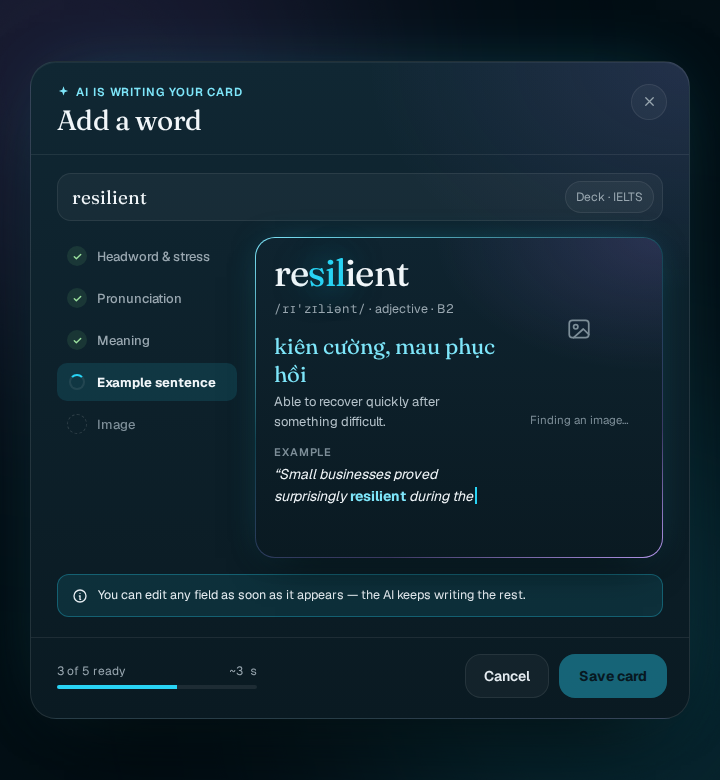 AI IS WRITING YOUR CARD
Add a word
resilient
Deck · IELTS
Headword & stress
Pronunciation
Meaning
Example sentence
Image
resilient
/rɪˈzɪliənt/ · adjective · B2
kiên cường, mau phục
hồi
Able to recover quickly after
something difficult.
Finding an image…
EXAMPLE
“Small businesses proved
surprisingly resilient during the
You can edit any field as soon as it appears — the AI keeps writing the rest.
3 of 5 ready
~3 s
Cancel
Save card